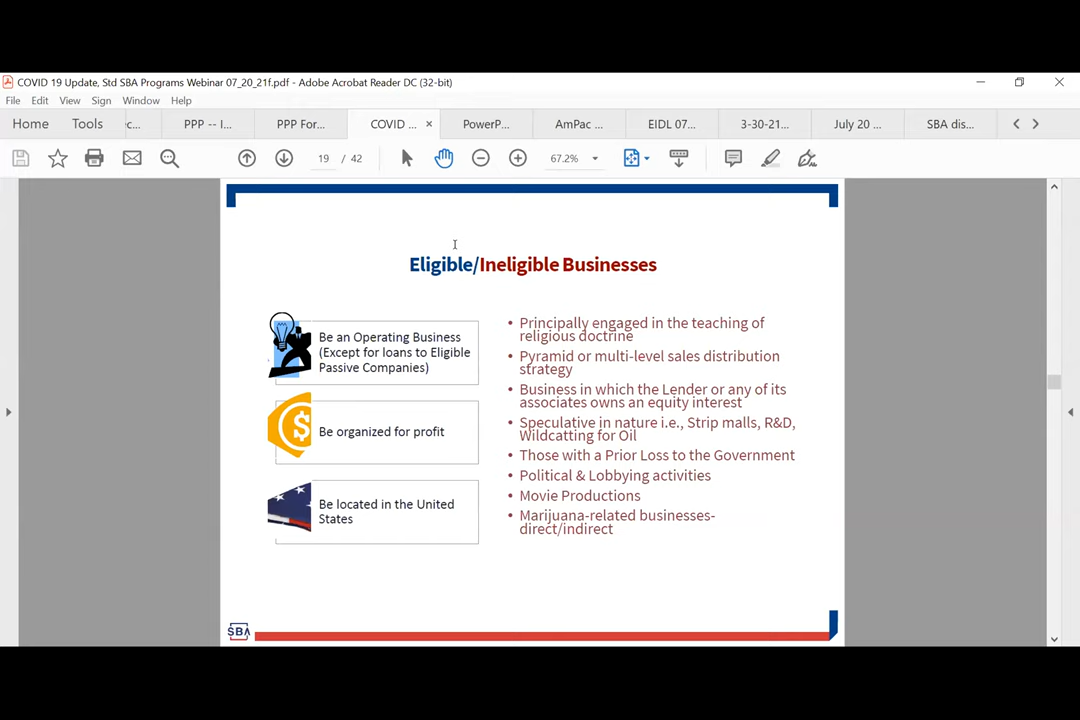 COVID 19 Update, Std SBA Programs Webinar 07_20_21f.pdf - Adobe Acrobat Reader DC (32-bit)
File Edit View Sign Window Help
Home Tools c... PPP -- I... PPP For... COVID ... × PowerP... AmPac ... EIDL 07... 3-30-21... July 20 ... SBA dis...
19 / 42 67.2%
Eligible/Ineligible Businesses
Be an Operating Business
(Except for loans to Eligible
Passive Companies)
Be organized for profit
Be located in the United
States
• Principally engaged in the teaching of
religious doctrine
• Pyramid or multi-level sales distribution
strategy
• Business in which the Lender or any of its
associates owns an equity interest
• Speculative in nature i.e., Strip malls, R&D,
Wildcatting for Oil
• Those with a Prior Loss to the Government
• Political & Lobbying activities
• Movie Productions
• Marijuana-related businesses-
direct/indirect
SBA